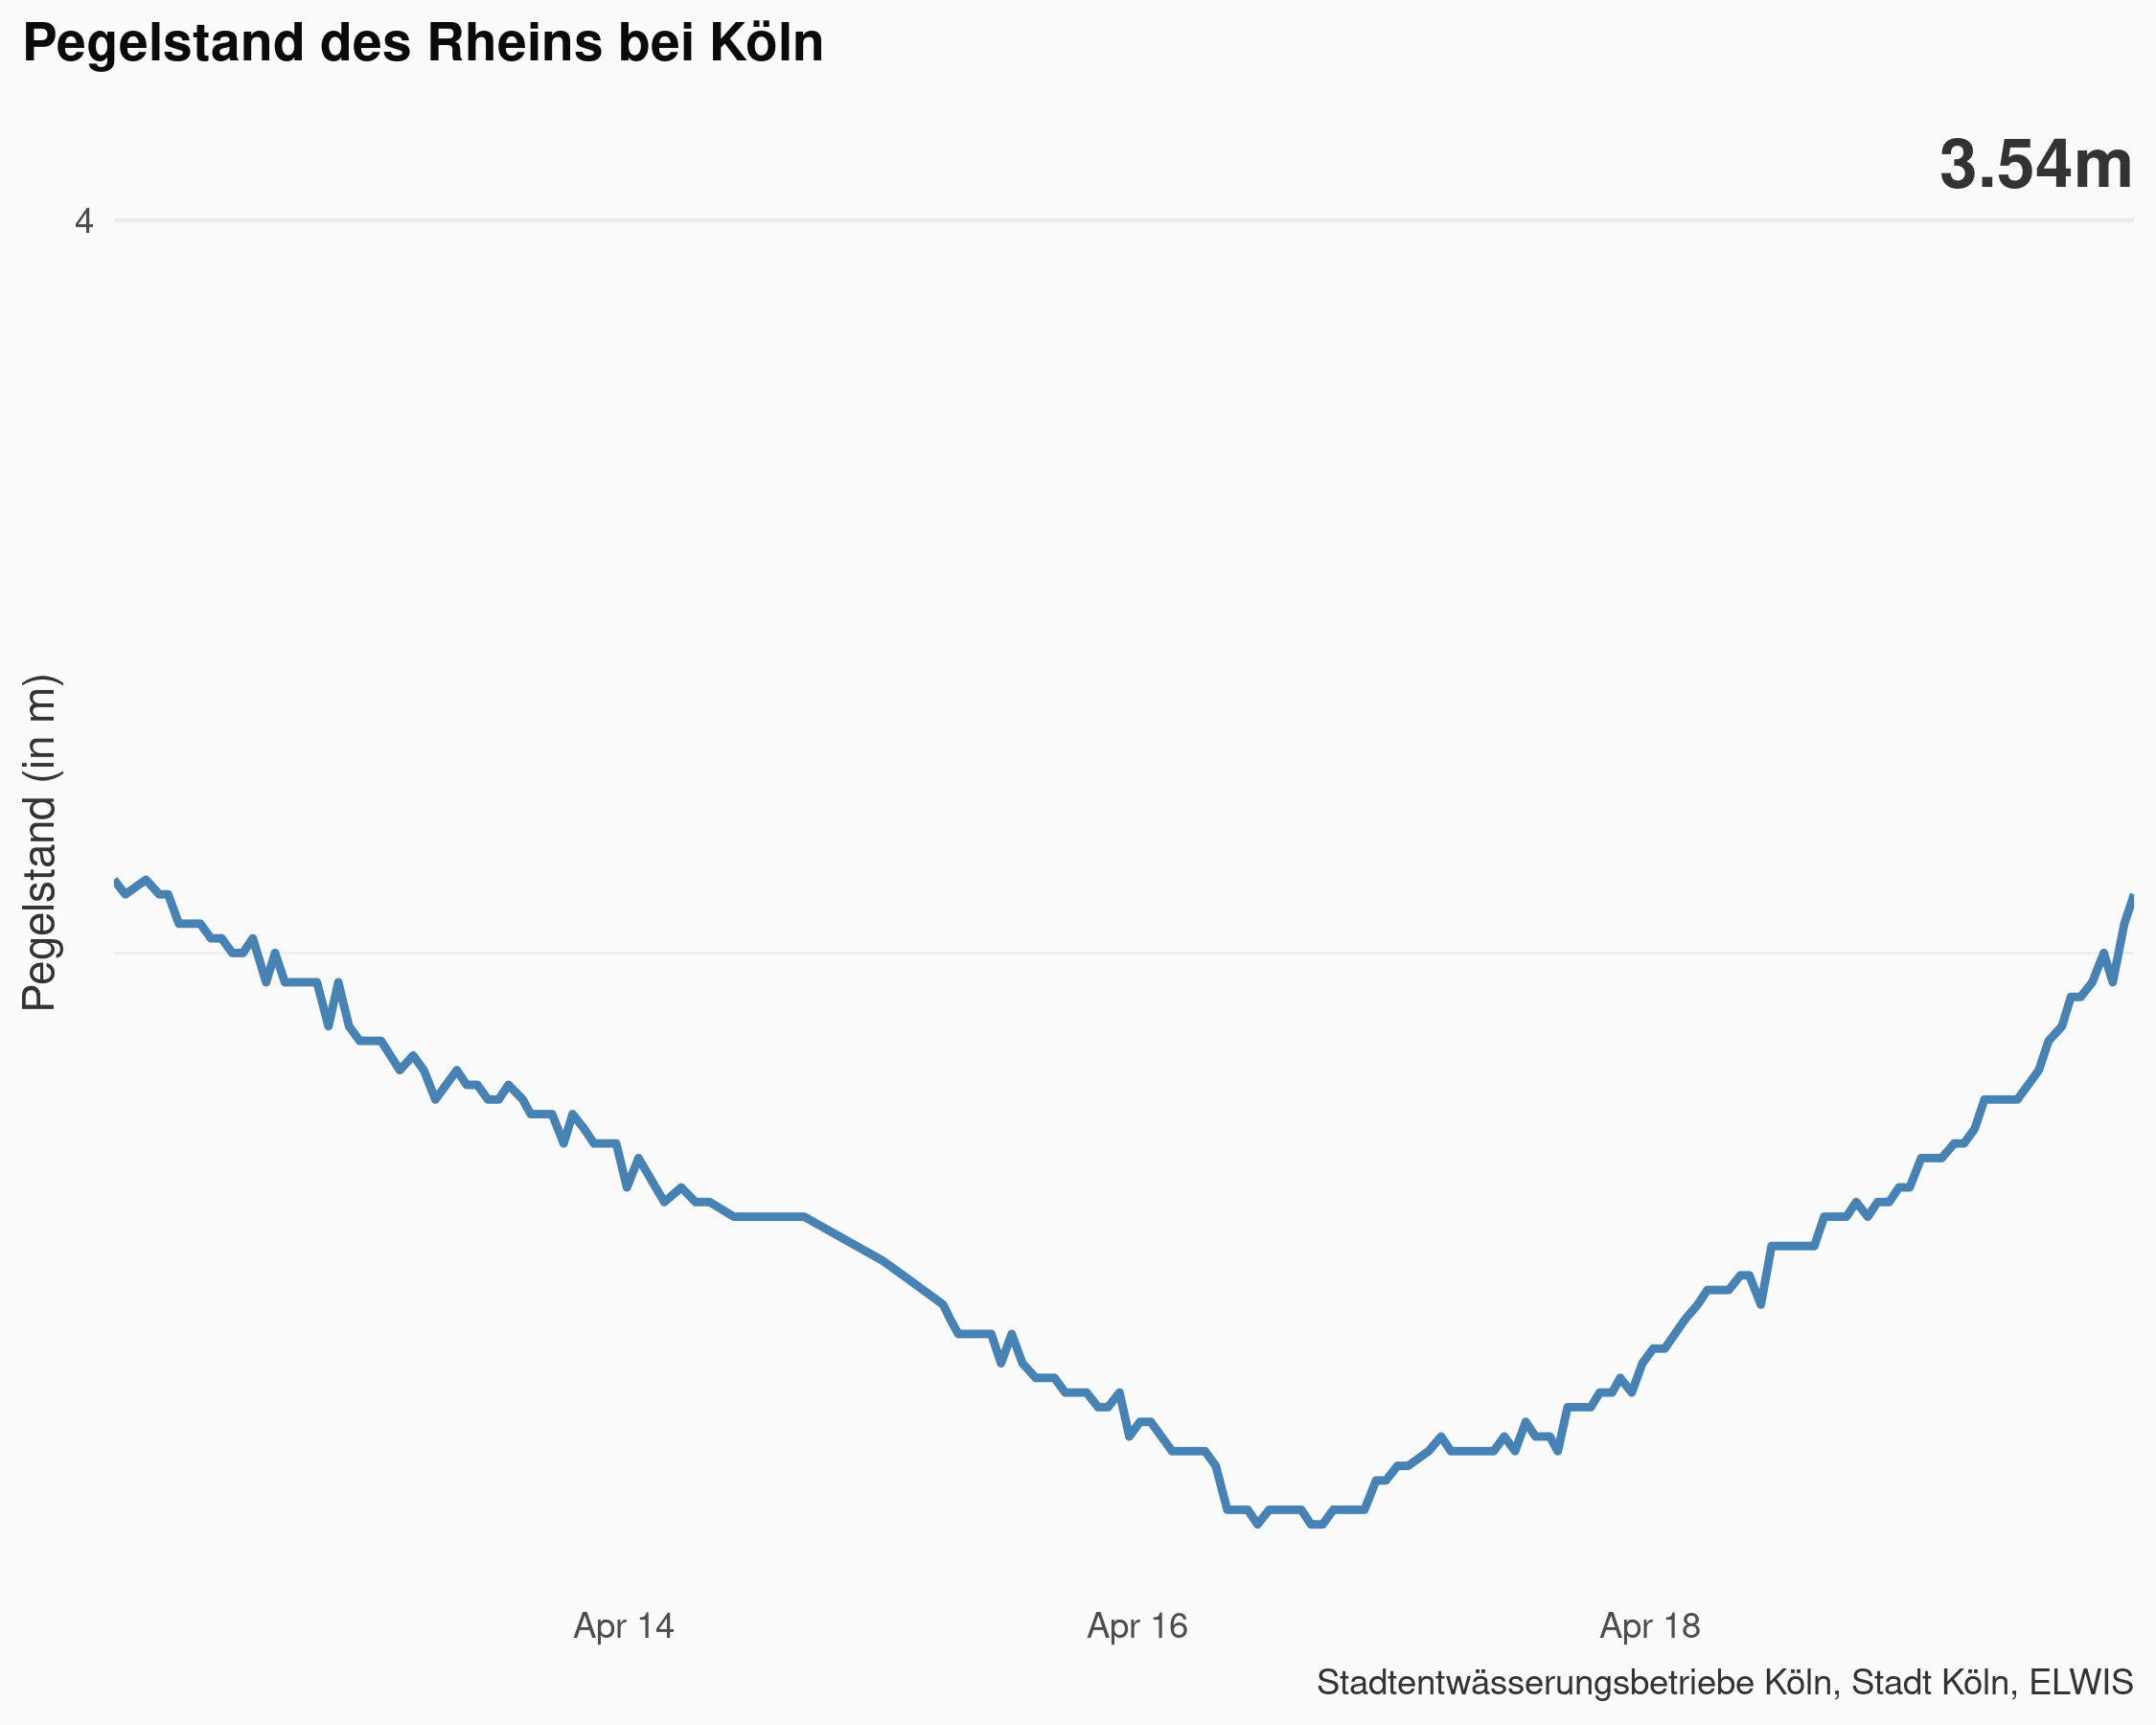 Pegelstand des Rheins bei Köln
3.54m
4
Pegelstand (in m)
Apr 14
Apr 16
Apr 18
Stadtentwässerungsbetriebe Köln, Stadt Köln, ELWIS